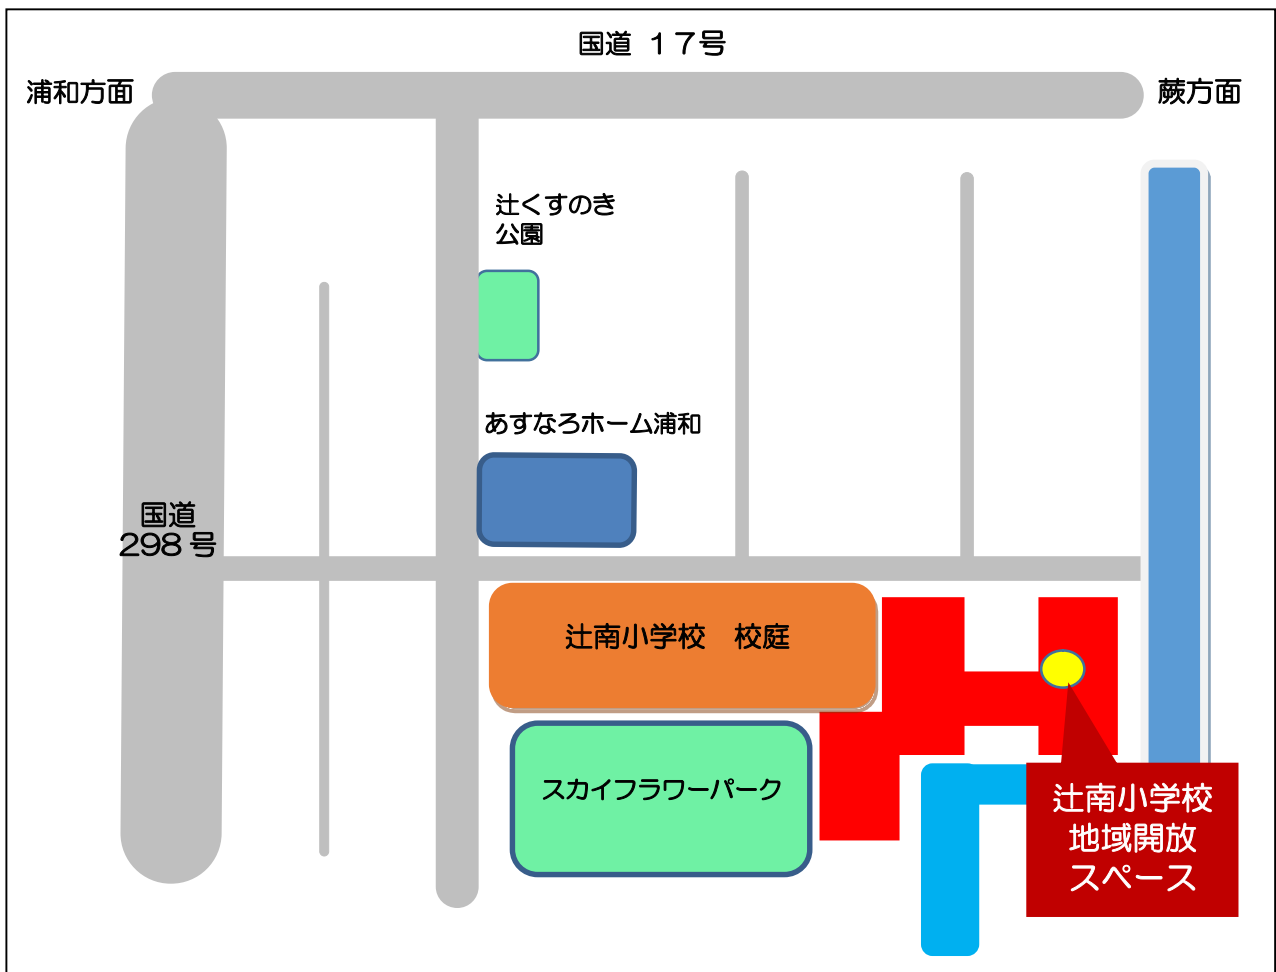 国道 １７号
浦和方面
蕨方面
辻くすのき
公園
あすなろホーム浦和
国道
298 号
辻南小学校　校庭
スカイフラワーパーク
辻南小学校
地域開放
スペース